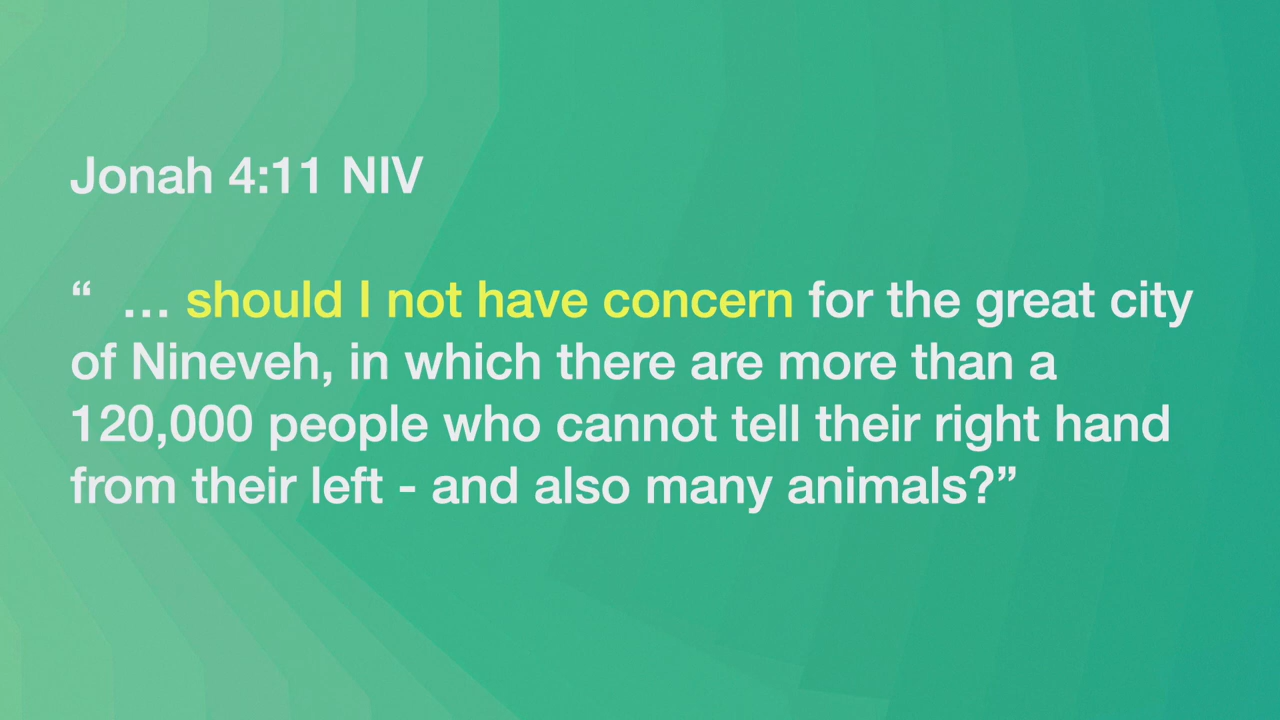 Jonah 4:11 NIV
“ … should I not have concern for the great city
of Nineveh, in which there are more than a
120,000 people who cannot tell their right hand
from their left - and also many animals?”